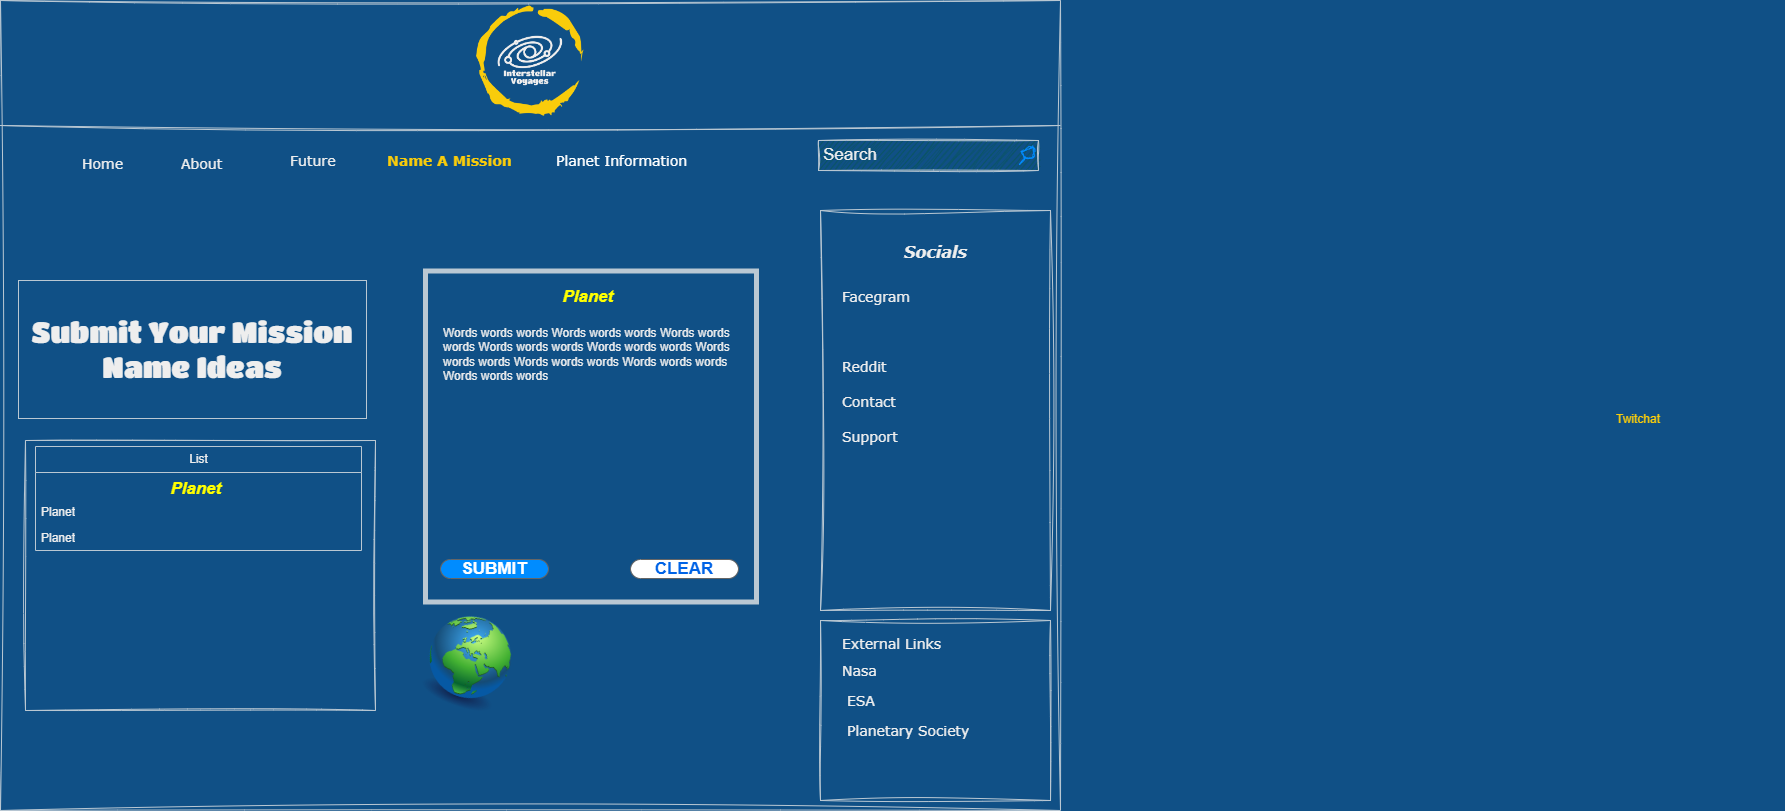 Interstellar
Voyages
Home
About
Future
Name A Mission
Planet Information
Search
Submit Your Mission
Name Ideas
List
Planet
Planet
Planet
Planet
Words words words Words words words Words words
words Words words words Words words words Words
words words Words words words Words words words
Words words words
SUBMIT
CLEAR
Socials
Facegram
Reddit
Contact
Support
External Links
Nasa
ESA
Planetary Society
Twitchat